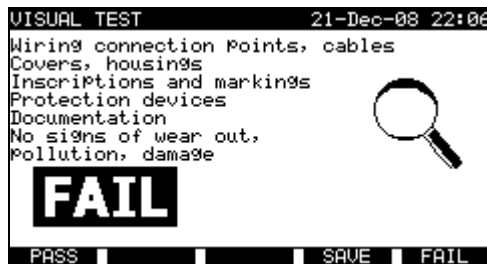 VISUAL TEST 21-Dec-08 22:06
Wiring connection points, cables
Covers, housings
Inscriptions and markings
Protection devices
Documentation
No signs of wear out,
pollution, damage
FAIL
PASS SAVE FAIL